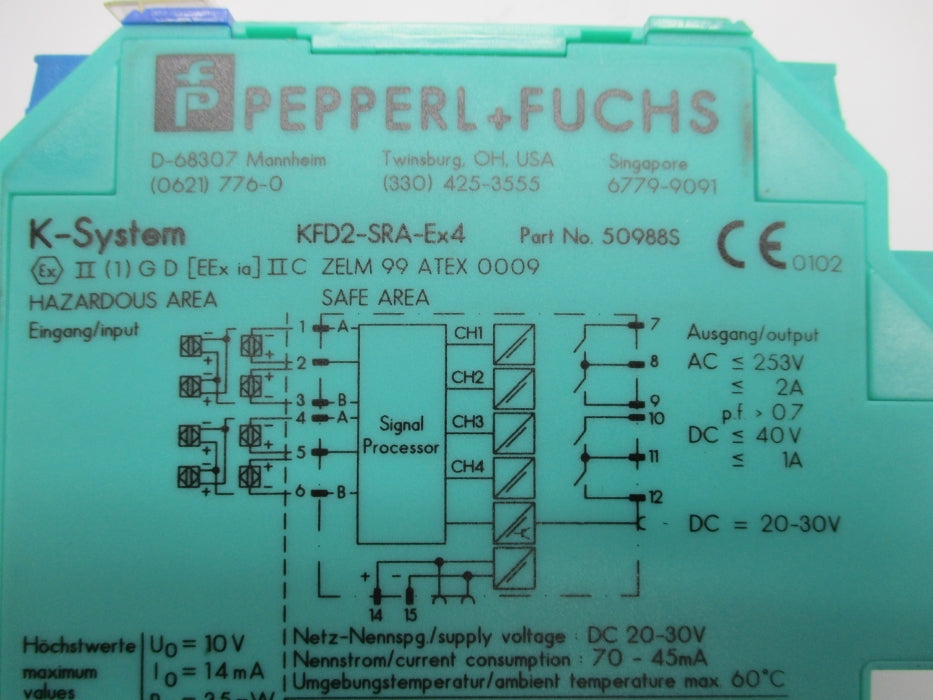 PEPPERL+FUCHS
D-68307 Mannheim Twinsburg, OH, USA Singapore
(0621) 776-0 (330) 425-3555 6779-9091
K-System KFD2-SRA-Ex4 Part No. 50988S CE 0102
Ex II (1) G D [EEx ia] II C ZELM 99 ATEX 0009
HAZARDOUS AREA SAFE AREA
Eingang/input
1 A CH1 7
Ausgang/output
2 8 AC ≤ 253V
CH2
≤ 2A
3 B 9
4 A CH3 10 p.f. > 0.7
Signal
Processor
DC ≤ 40V
5 11 ≤ 1A
CH4
6 B 12
DC = 20-30V
+ -
14 15
Höchstwerte U0 = 10V Netz-Nennspg./supply voltage : DC 20-30V
maximum I0 = 14mA Nennstrom/current consumption : 70 - 45mA
values Umgebungstemperatur/ambient temperature max. 60°C